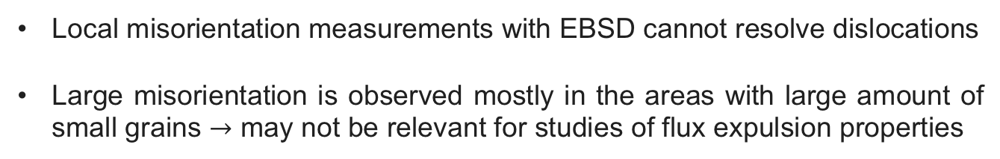 • Local misorientation measurements with EBSD cannot resolve dislocations
• Large misorientation is observed mostly in the areas with large amount of
small grains → may not be relevant for studies of flux expulsion properties